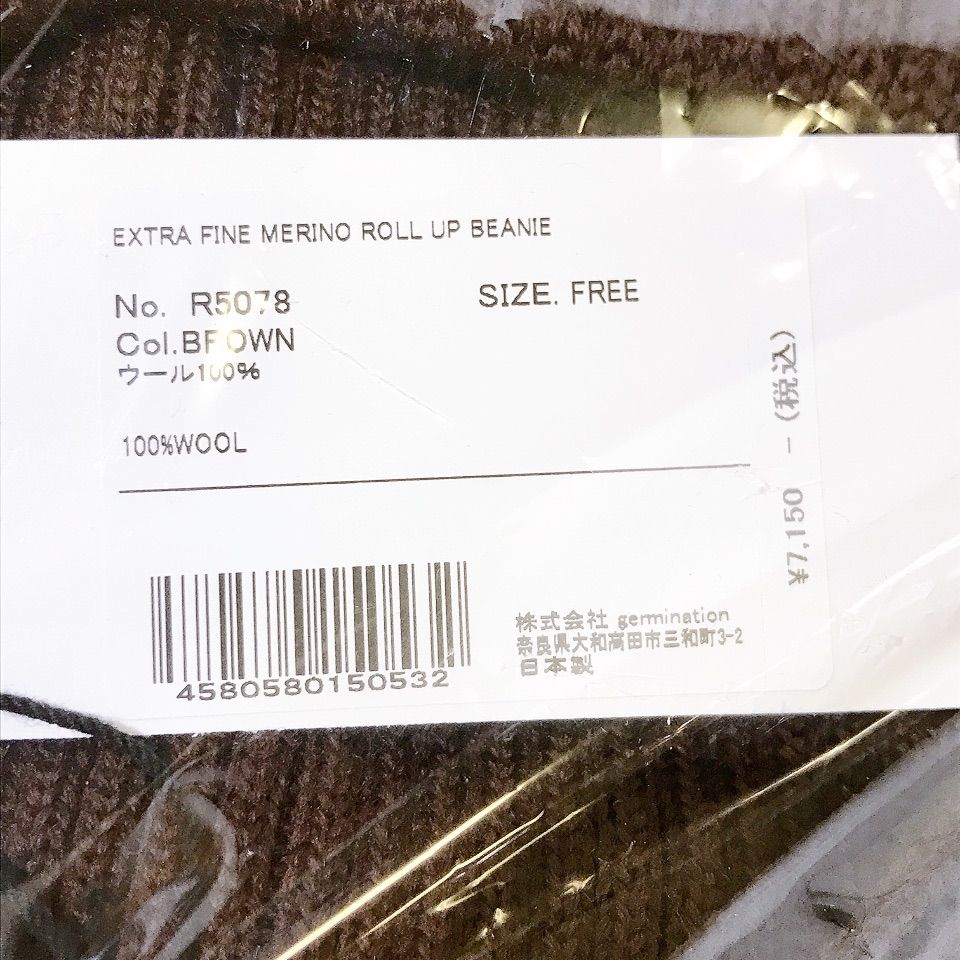 EXTRA FINE MERINO ROLL UP BEANIE
No. R5078
SIZE. FREE
Col.BROWN
ウール100%
100%WOOL
¥7,150 －(税込)
4580580150532
株式会社 germination
奈良県大和高田市三和町3-2
日本製